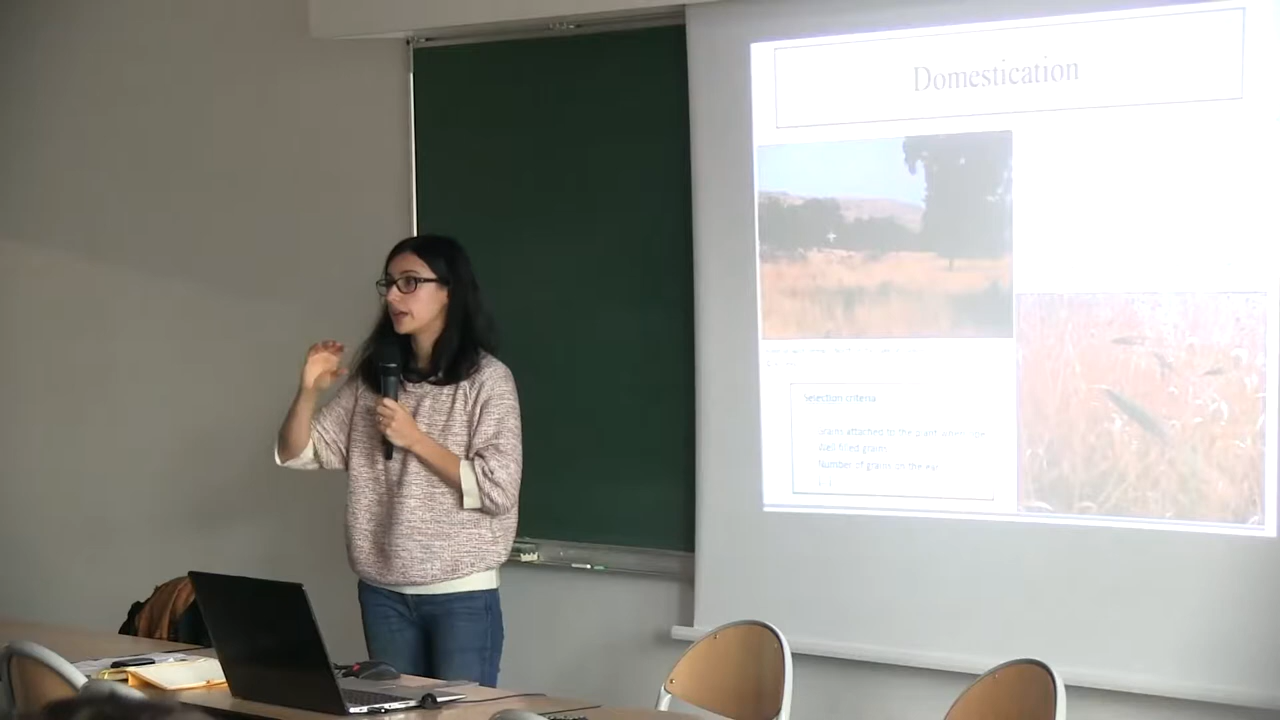 Domestication
Selection criteria
Grains attached to the plant when ripe
Well filled grains
Number of grains on the ear
(...)